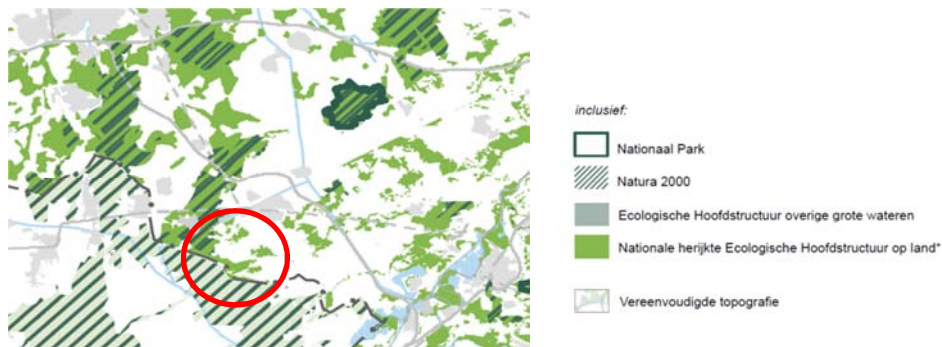 inclusief:
Nationaal Park
Natura 2000
Ecologische Hoofdstructuur overige grote wateren
Nationale herijkte Ecologische Hoofdstructuur op land*
Vereenvoudigde topografie